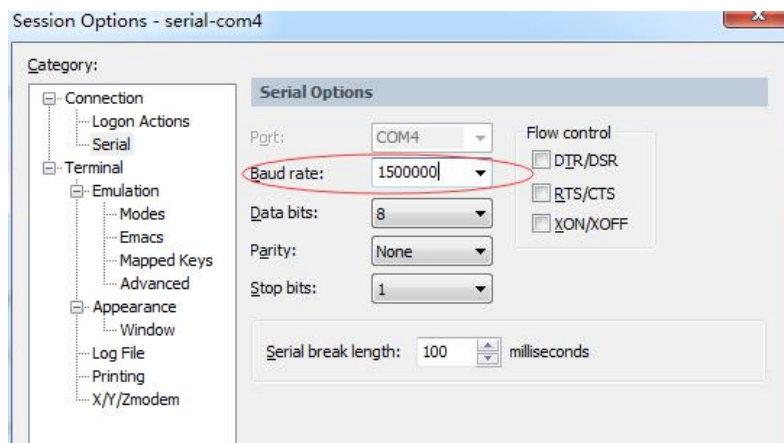 Session Options - serial-com4
Category:
Connection
Logon Actions
Serial
Terminal
Emulation
Modes
Emacs
Mapped Keys
Advanced
Appearance
Window
Log File
Printing
X/Y/Zmodem
Serial Options
Port: COM4
Baud rate: 1500000
Data bits: 8
Parity: None
Stop bits: 1
Flow control
DTR/DSR
RTS/CTS
XON/XOFF
Serial break length: 100 milliseconds